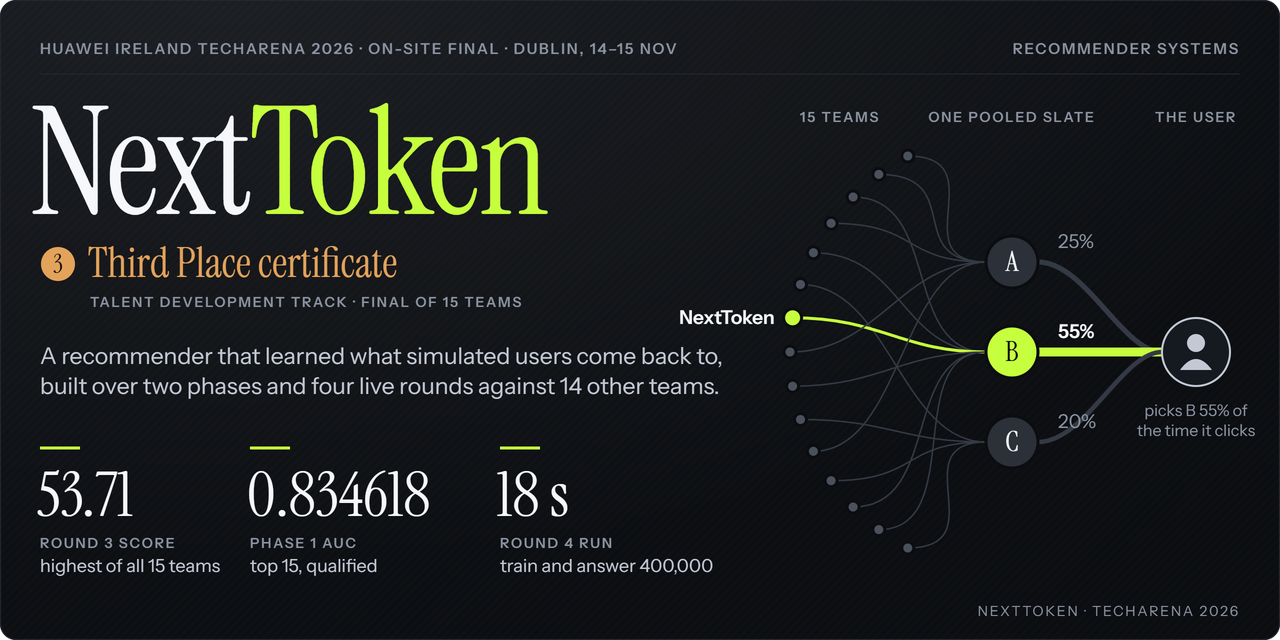 HUAWEI IRELAND TECHARENA 2026 · ON-SITE FINAL · DUBLIN, 14–15 NOV
RECOMMENDER SYSTEMS
NextToken
3 Third Place certificate
TALENT DEVELOPMENT TRACK · FINAL OF 15 TEAMS
A recommender that learned what simulated users come back to,
built over two phases and four live rounds against 14 other teams.
53.71
ROUND 3 SCORE
highest of all 15 teams
0.834618
PHASE 1 AUC
top 15, qualified
18 s
ROUND 4 RUN
train and answer 400,000
15 TEAMS
ONE POOLED SLATE
THE USER
NextToken
A
25%
B
55%
C
20%
picks B 55% of
the time it clicks
NEXTTOKEN · TECHARENA 2026